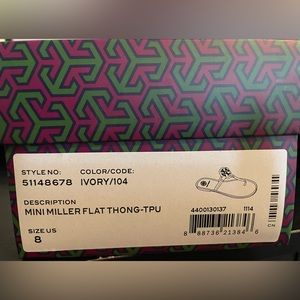 STYLE NO: COLOR/CODE:
51148678 IVORY/104
DESCRIPTION
MINI MILLER FLAT THONG-TPU
4400130137 1114
SIZE US
8
8 88736 21384 6
CN